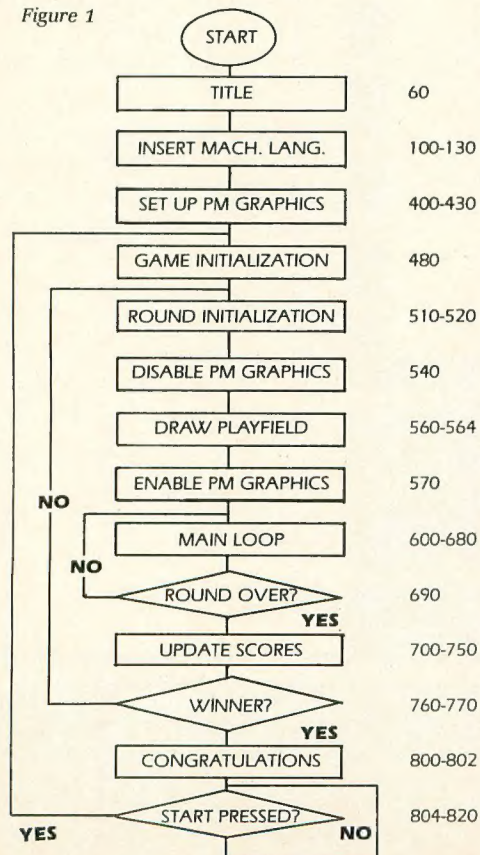 Figure 1
START
TITLE 60
INSERT MACH. LANG. 100-130
SET UP PM GRAPHICS 400-430
GAME INITIALIZATION 480
ROUND INITIALIZATION 510-520
DISABLE PM GRAPHICS 540
DRAW PLAYFIELD 560-564
ENABLE PM GRAPHICS 570
NO
MAIN LOOP 600-680
NO
ROUND OVER? 690
YES
UPDATE SCORES 700-750
WINNER? 760-770
YES
CONGRATULATIONS 800-802
START PRESSED? 804-820
YES NO